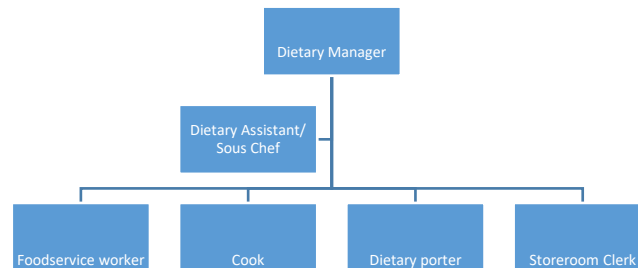 Dietary Manager
Dietary Assistant/
Sous Chef
Foodservice worker
Cook
Dietary porter
Storeroom Clerk